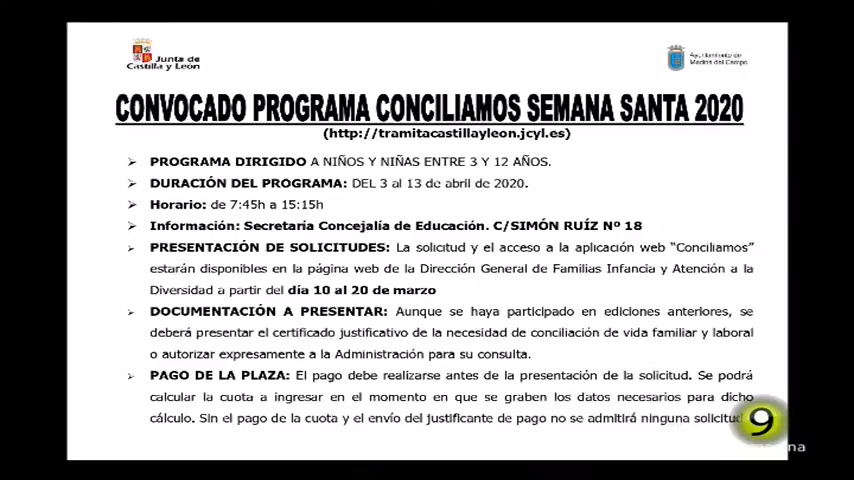 Junta de
Castilla y León
Ayuntamiento de
Medina del Campo
CONVOCADO PROGRAMA CONCILIAMOS SEMANA SANTA 2020
(http://tramitacastillayleon.jcyl.es)
PROGRAMA DIRIGIDO A NIÑOS Y NIÑAS ENTRE 3 Y 12 AÑOS.
DURACIÓN DEL PROGRAMA: DEL 3 al 13 de abril de 2020.
Horario: de 7:45h a 15:15h
Información: Secretaría Concejalía de Educación. C/SIMÓN RUÍZ Nº 18
PRESENTACIÓN DE SOLICITUDES: La solicitud y el acceso a la aplicación web “Conciliamos”
estarán disponibles en la página web de la Dirección General de Familias Infancia y Atención a la
Diversidad a partir del día 10 al 20 de marzo
DOCUMENTACIÓN A PRESENTAR: Aunque se haya participado en ediciones anteriores, se
deberá presentar el certificado justificativo de la necesidad de conciliación de vida familiar y laboral
o autorizar expresamente a la Administración para su consulta.
PAGO DE LA PLAZA: El pago debe realizarse antes de la presentación de la solicitud. Se podrá
calcular la cuota a ingresar en el momento en que se graben los datos necesarios para dicho
cálculo. Sin el pago de la cuota y el envío del justificante de pago no se admitirá ninguna solicitud
9